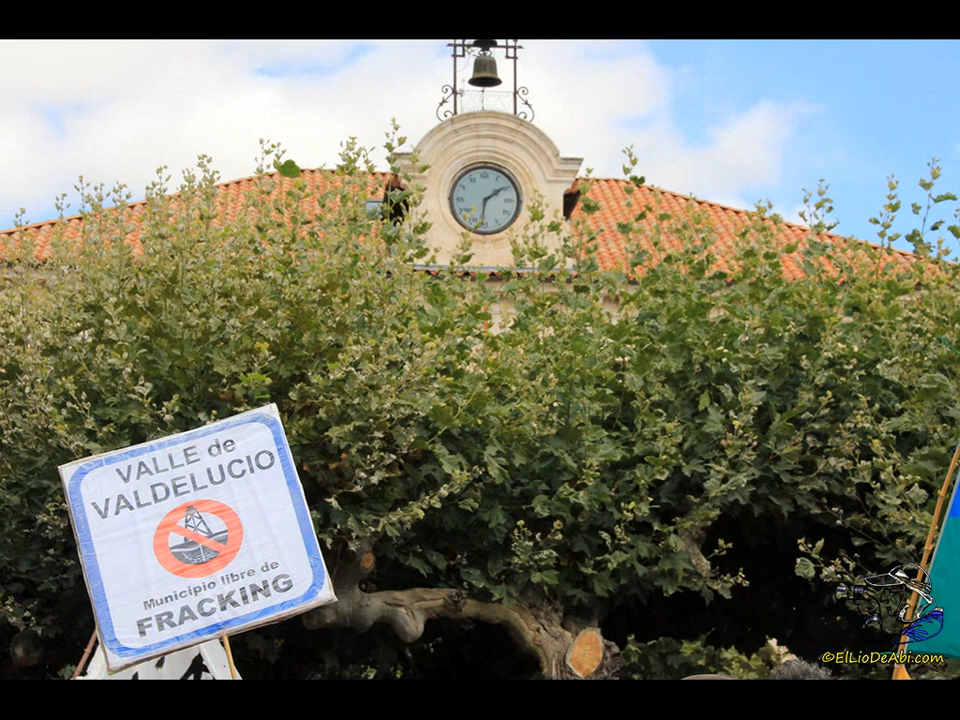 VALLE de
VALDELUCIO
Municipio libre de
FRACKING
©ElLioDeAbi.com